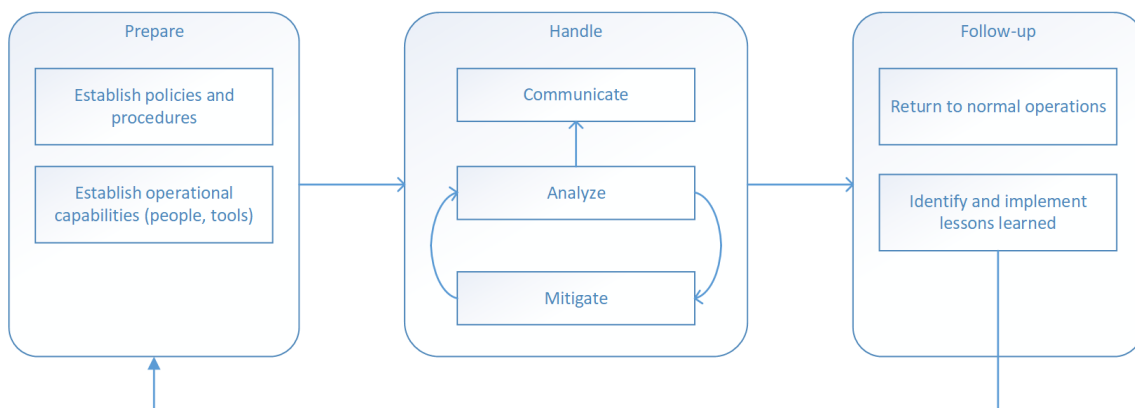 Prepare
Establish policies and
procedures
Establish operational
capabilities (people, tools)
Handle
Communicate
Analyze
Mitigate
Follow-up
Return to normal operations
Identify and implement
lessons learned